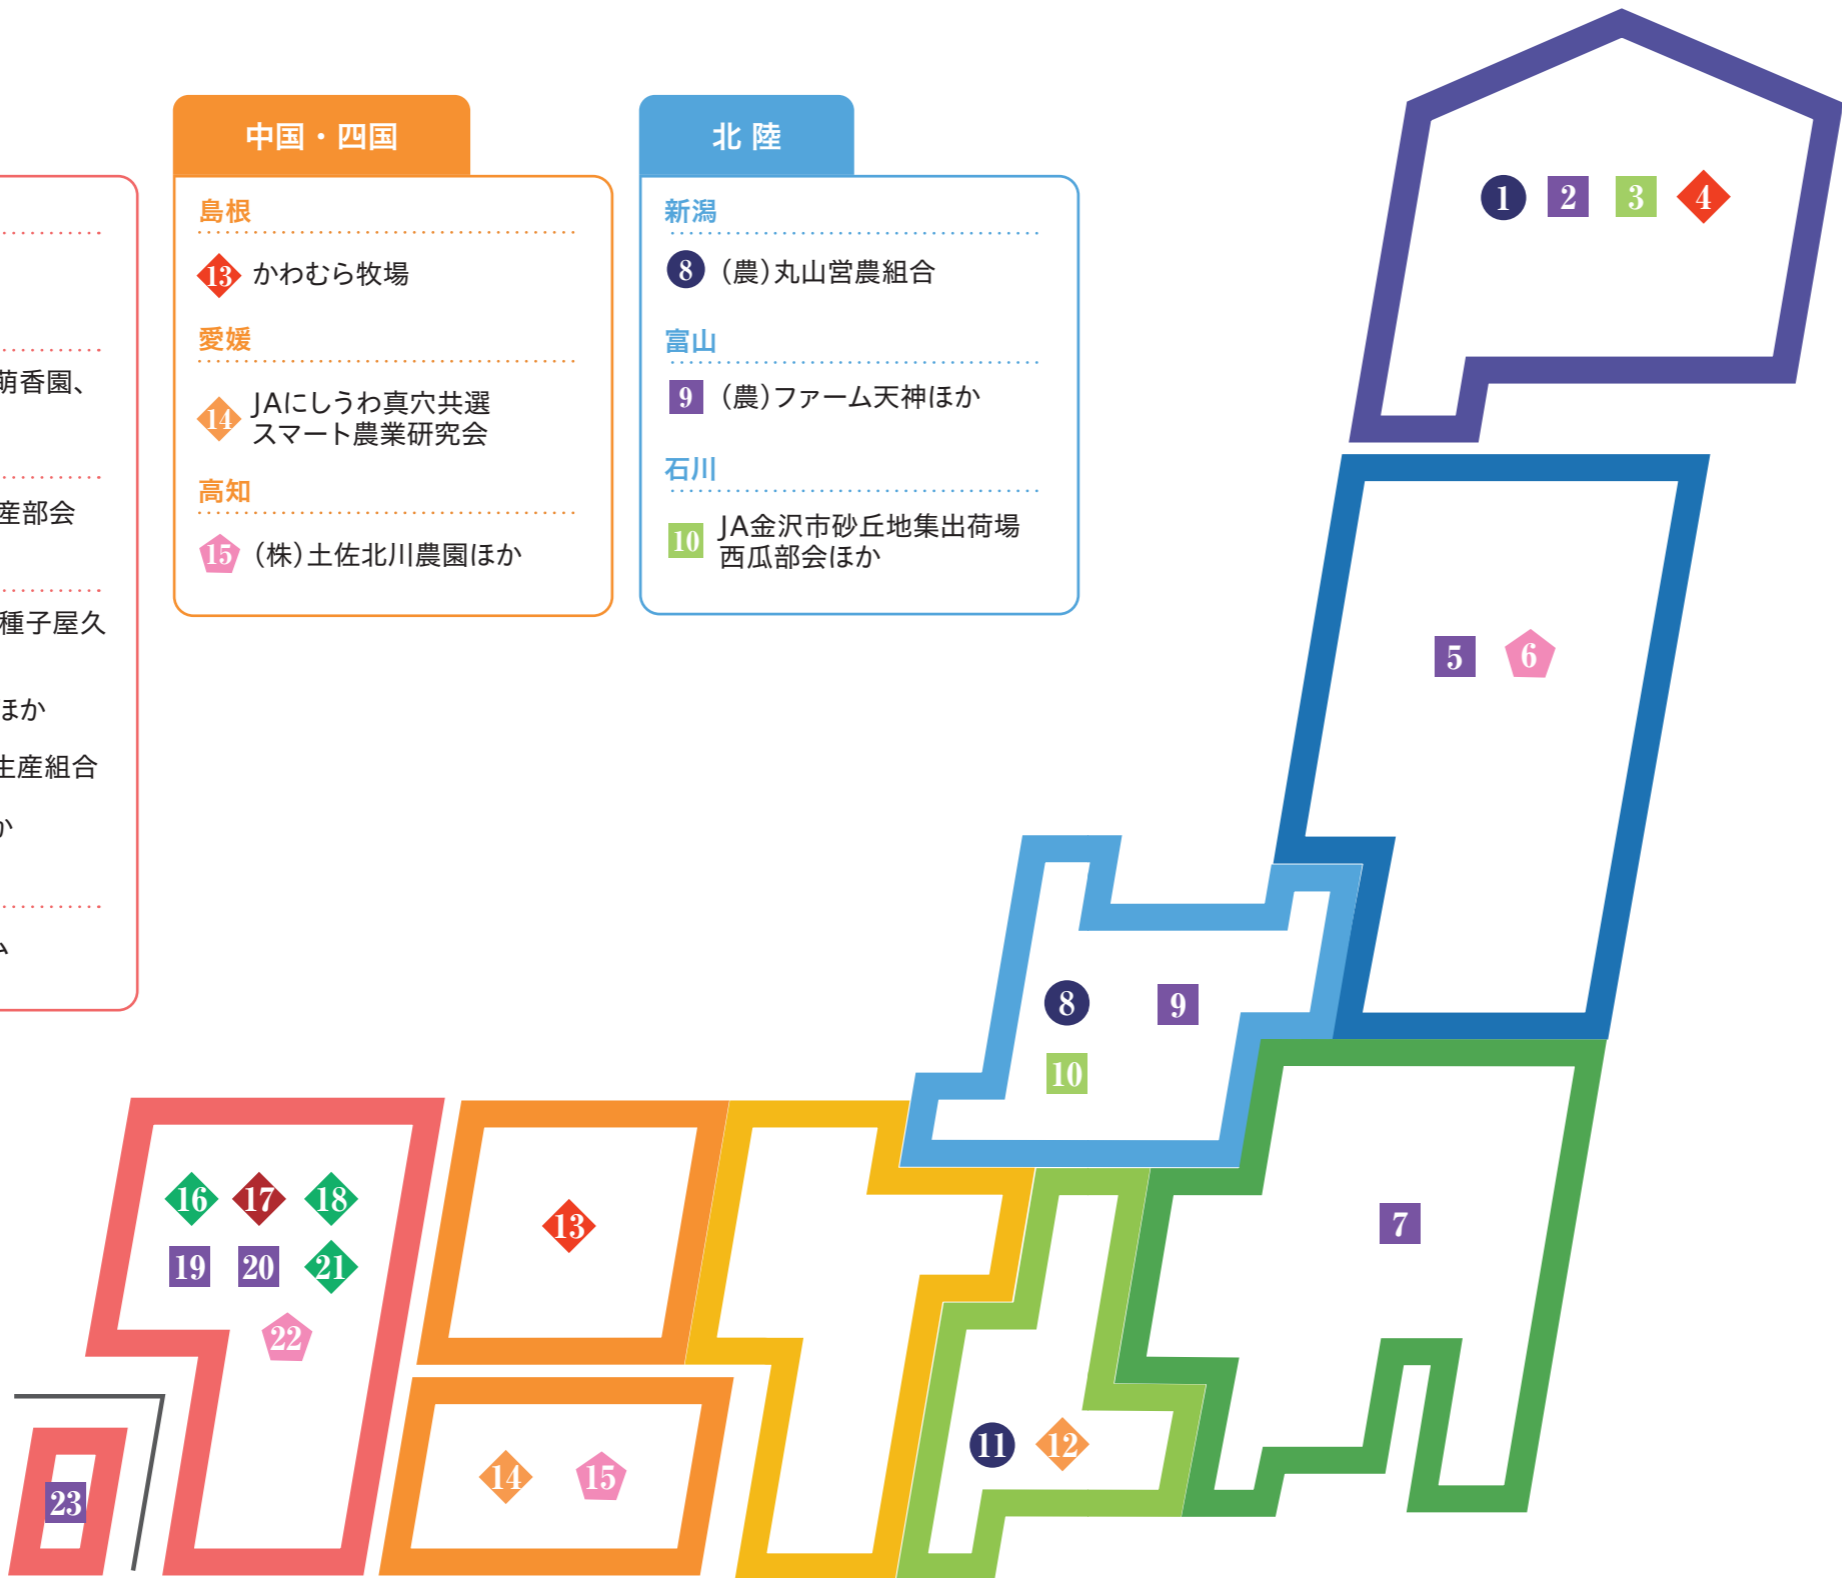 萌香園、
産部会
種子屋久
ほか
生産組合
か
ム
中国・四国
島根
13 かわむら牧場
愛媛
14 JAにしうわ真穴共選
スマート農業研究会
高知
15 (株)土佐北川農園ほか
北 陸
新潟
8 (農)丸山営農組合
富山
9 (農)ファーム天神ほか
石川
10 JA金沢市砂丘地集出荷場
西瓜部会ほか
1 2 3 4
5 6
8 9
10
7
16 17 18
19 20 21
22
23
13
14 15
11 12